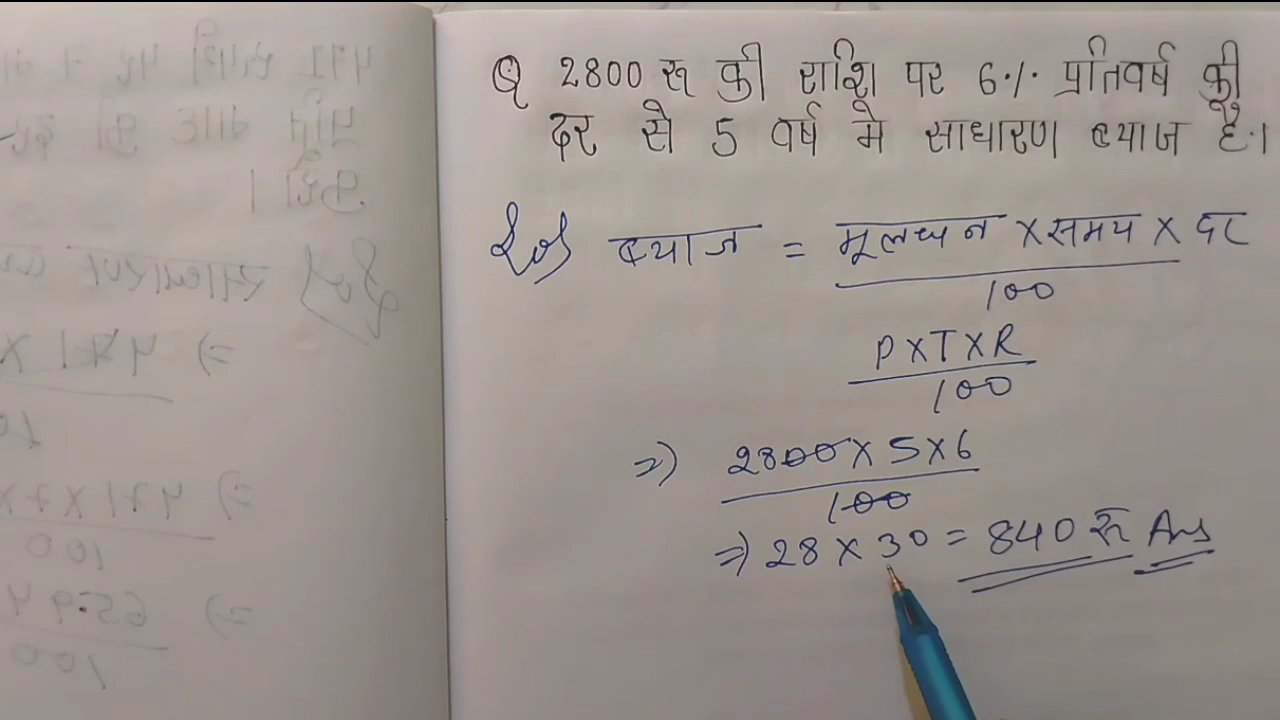 Q 2800 रू की राशि पर 6% प्रतिवर्ष की
दर से 5 वर्ष मे साधारण ब्याज है।
Sol ब्याज = मूलधन × समय × दर
100
P×T×R
100
=) 2800 × 5 × 6
100
=) 28 × 30 = 840 रू Ans